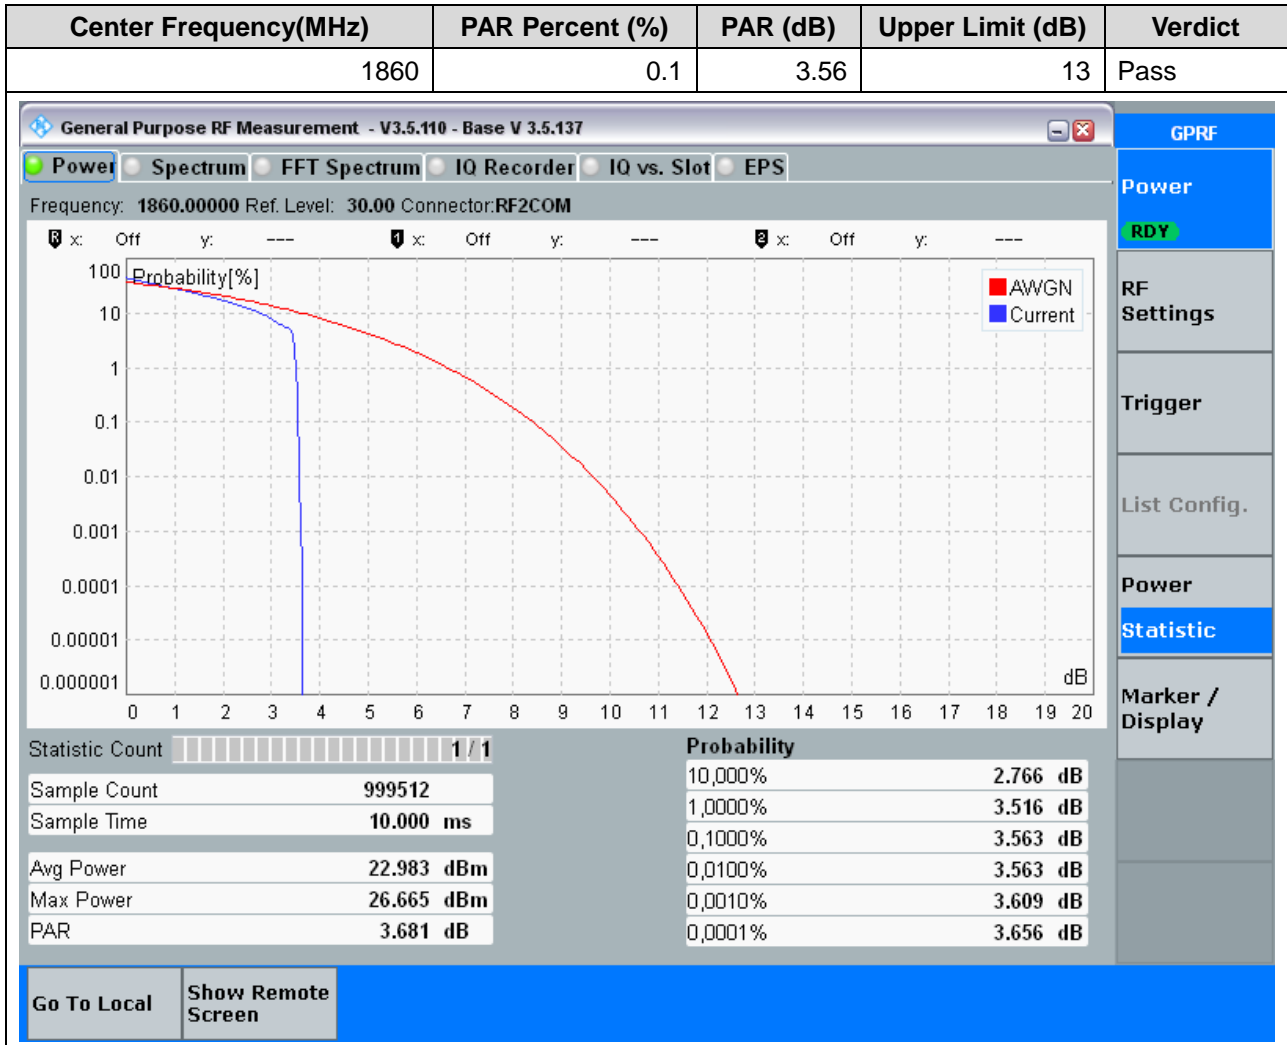 Center Frequency(MHz) PAR Percent (%) PAR (dB) Upper Limit (dB) Verdict
1860 0.1 3.56 13 Pass
General Purpose RF Measurement - V3.5.110 - Base V 3.5.137
GPRF
Power Spectrum FFT Spectrum IQ Recorder IQ vs. Slot EPS
Power
RDY
Frequency: 1860.00000 Ref. Level: 30.00 Connector:RF2COM
R x: Off y: --- 1 x: Off y: --- 2 x: Off y: ---
Probability[%]
AWGN
Current
100
10
1
0.1
0.01
0.001
0.0001
0.00001
0.000001
dB
0 1 2 3 4 5 6 7 8 9 10 11 12 13 14 15 16 17 18 19 20
RF
Settings
Trigger
List Config.
Power
Statistic
Marker /
Display
Statistic Count 1 / 1
Sample Count 999512
Sample Time 10.000 ms
Avg Power 22.983 dBm
Max Power 26.665 dBm
PAR 3.681 dB
Probability
10,000% 2.766 dB
1,0000% 3.516 dB
0,1000% 3.563 dB
0,0100% 3.563 dB
0,0010% 3.609 dB
0,0001% 3.656 dB
Go To Local
Show Remote
Screen